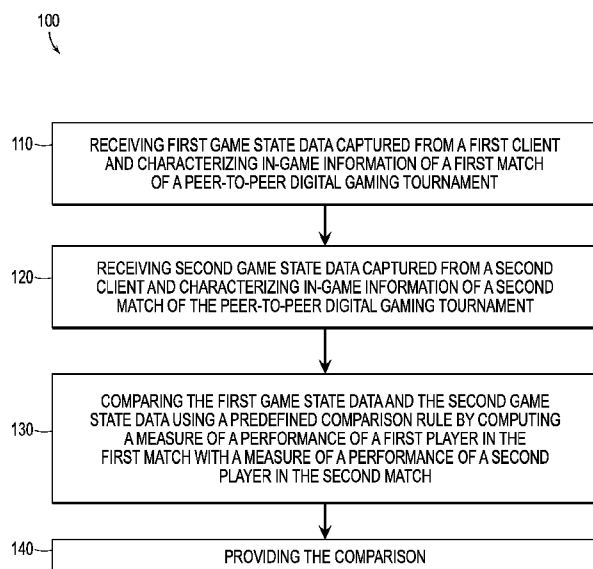 100
110
RECEIVING FIRST GAME STATE DATA CAPTURED FROM A FIRST CLIENT
AND CHARACTERIZING IN-GAME INFORMATION OF A FIRST MATCH
OF A PEER-TO-PEER DIGITAL GAMING TOURNAMENT
120
RECEIVING SECOND GAME STATE DATA CAPTURED FROM A SECOND
CLIENT AND CHARACTERIZING IN-GAME INFORMATION OF A SECOND
MATCH OF THE PEER-TO-PEER DIGITAL GAMING TOURNAMENT
130
COMPARING THE FIRST GAME STATE DATA AND THE SECOND GAME
STATE DATA USING A PREDEFINED COMPARISON RULE BY COMPUTING
A MEASURE OF A PERFORMANCE OF A FIRST PLAYER IN THE
FIRST MATCH WITH A MEASURE OF A PERFORMANCE OF A SECOND
PLAYER IN THE SECOND MATCH
140
PROVIDING THE COMPARISON